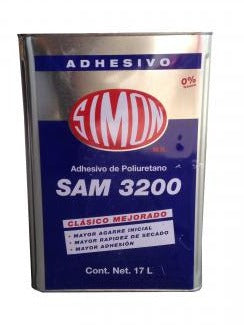 ADHESIVO
0%
SIMON
M.R.
Adhesivo de Poliuretano
SAM 3200
CLÁSICO MEJORADO
• MAYOR AGARRE INICIAL
• MAYOR RAPIDEZ DE SECADO
• MAYOR ADHESIÓN
Cont. Net. 17 L